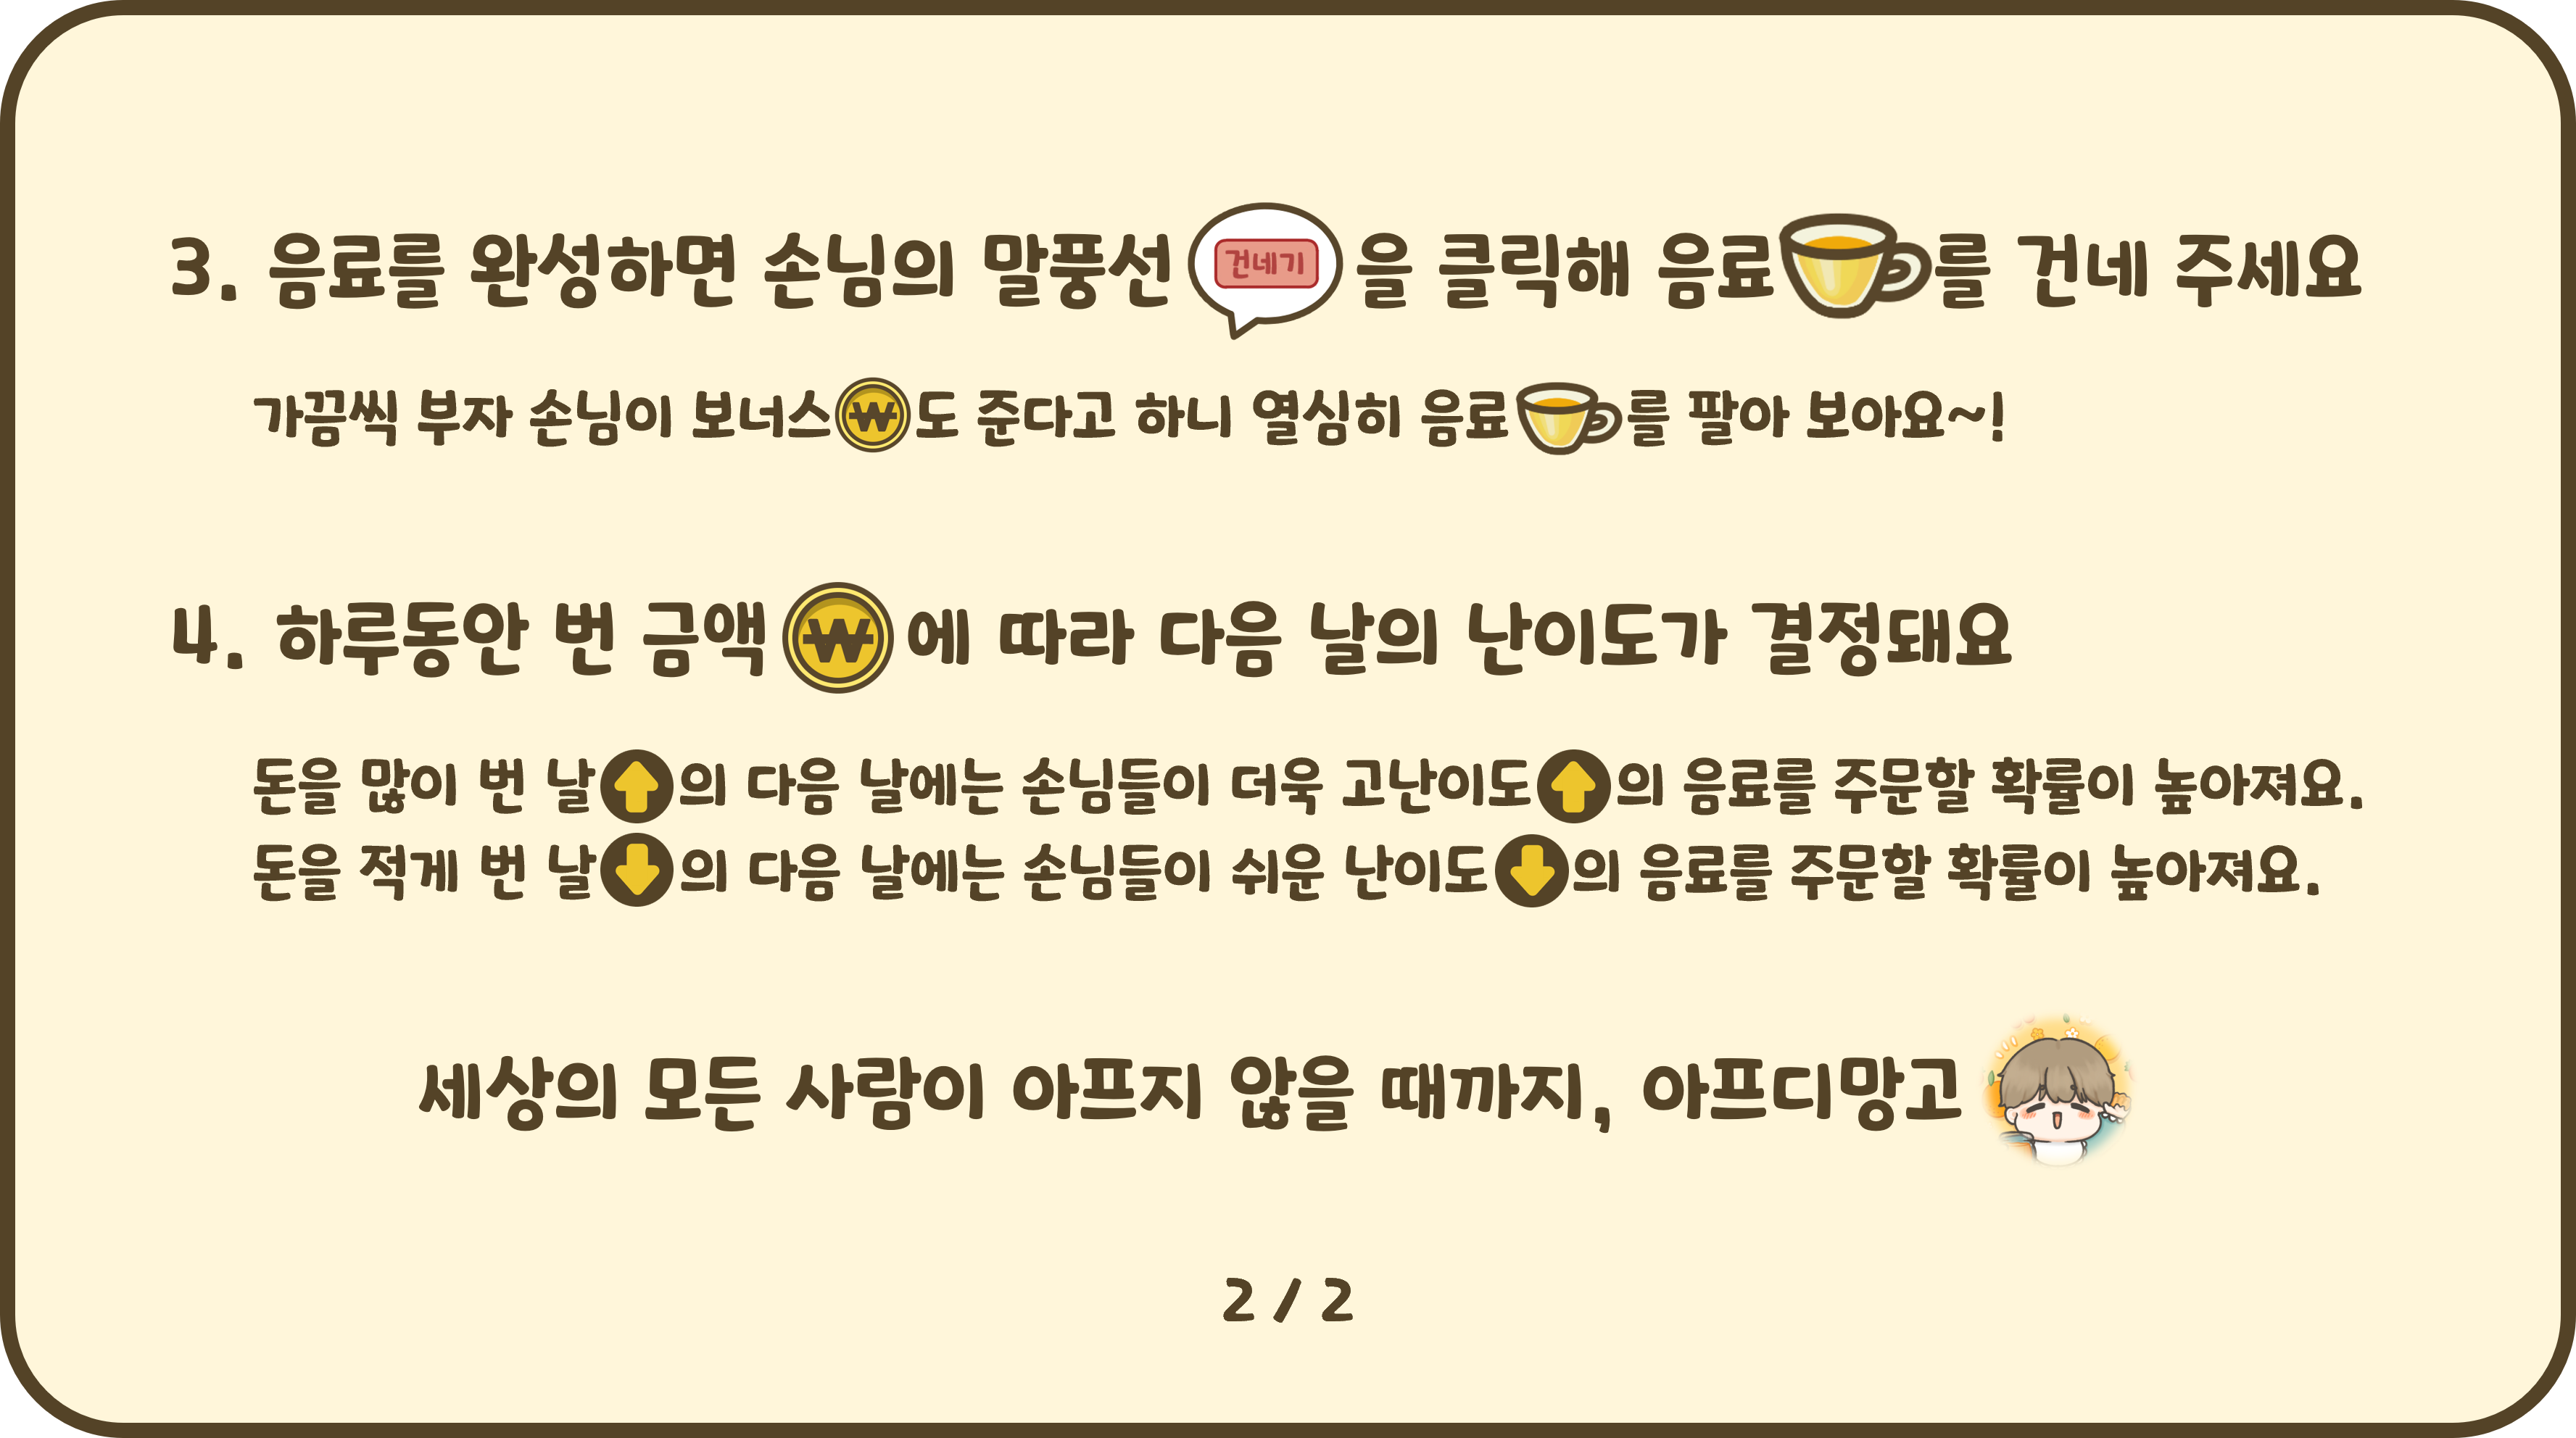 3. 음료를 완성하면 손님의 말풍선 건네기 을 클릭해 음료를 건네 주세요
가끔씩 부자 손님이 보너스₩도 준다고 하니 열심히 음료를 팔아 보아요~!
4. 하루동안 번 금액 ₩ 에 따라 다음 날의 난이도가 결정돼요
돈을 많이 번 날의 다음 날에는 손님들이 더욱 고난이도의 음료를 주문할 확률이 높아져요.
돈을 적게 번 날의 다음 날에는 손님들이 쉬운 난이도의 음료를 주문할 확률이 높아져요.
세상의 모든 사람이 아프지 않을 때까지, 아프디망고
2 / 2